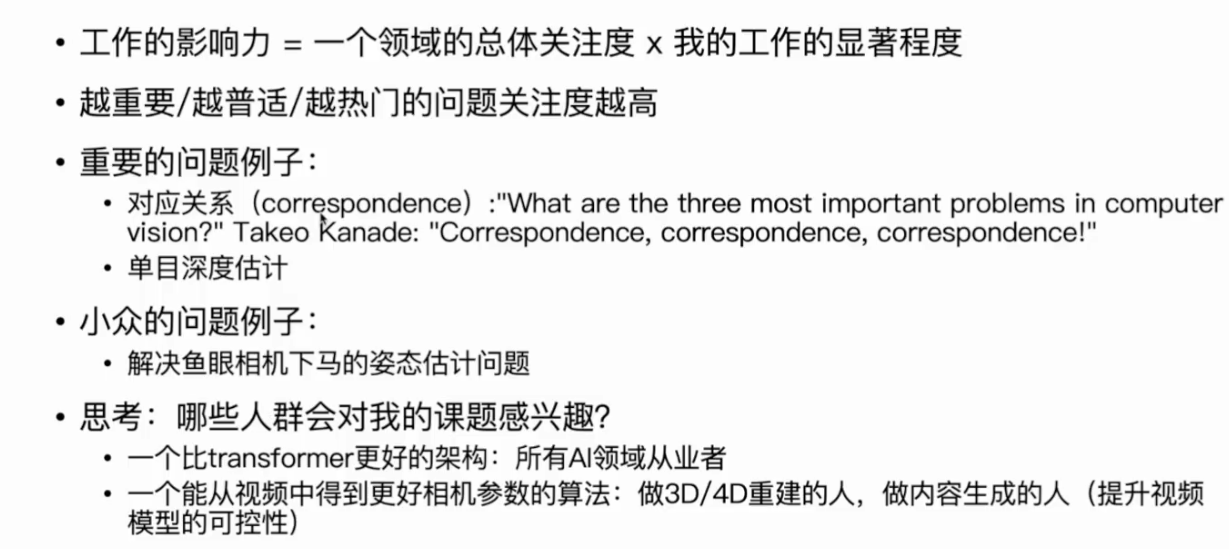 • 工作的影响力 = 一个领域的总体关注度 x 我的工作的显著程度
• 越重要/越普适/越热门的问题关注度越高
• 重要的问题例子：
• 对应关系（correspondence）:"What are the three most important problems in computer
vision?" Takeo Kanade: "Correspondence, correspondence, correspondence!"
• 单目深度估计
• 小众的问题例子：
• 解决鱼眼相机下马的姿态估计问题
• 思考：哪些人群会对我的课题感兴趣？
• 一个比transformer更好的架构：所有AI领域从业者
• 一个能从视频中得到更好相机参数的算法：做3D/4D重建的人，做内容生成的人（提升视频
模型的可控性）